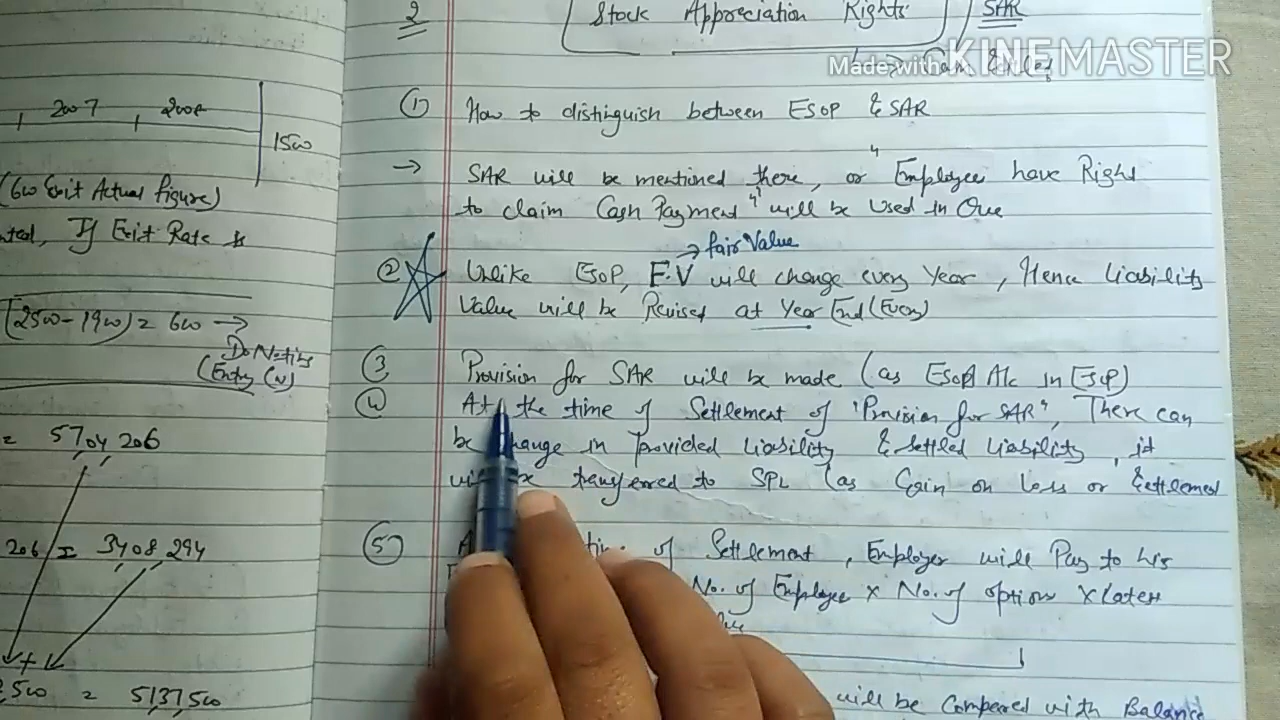 2
Stock Appreciation Rights
SAR
Made with KINEMASTER
2007
1500
① How to distinguish between ESOP & SAR
→ SAR will be mentioned there, or "Employee have Right
to claim Cash Payment" will be Used In Que
(600 Exit Actual figure)
If Exit Rate is
→ fair Value
② Unlike ESOP, F.V will change every Year, Hence Liability
Value will be Revised at Year End (Every)
[2500-1900) = 600 →
Do Nothing
(Entry
③ Provision for SAR will be made (as ESOP A/c in ESOP)
④ At the time of Settlement of "Provision for SAR", There can
be change in Provided Liability & Settled Liability, it
transferred to SPL (as Gain on Loss or Settlement
= 57,04,206
206 = 34,08,294
⑤ of Settlement, Employer will Pay to his
No. of Employee × No. of option × Latest
+
,500 = 51,37,500
will be Compared with Balance